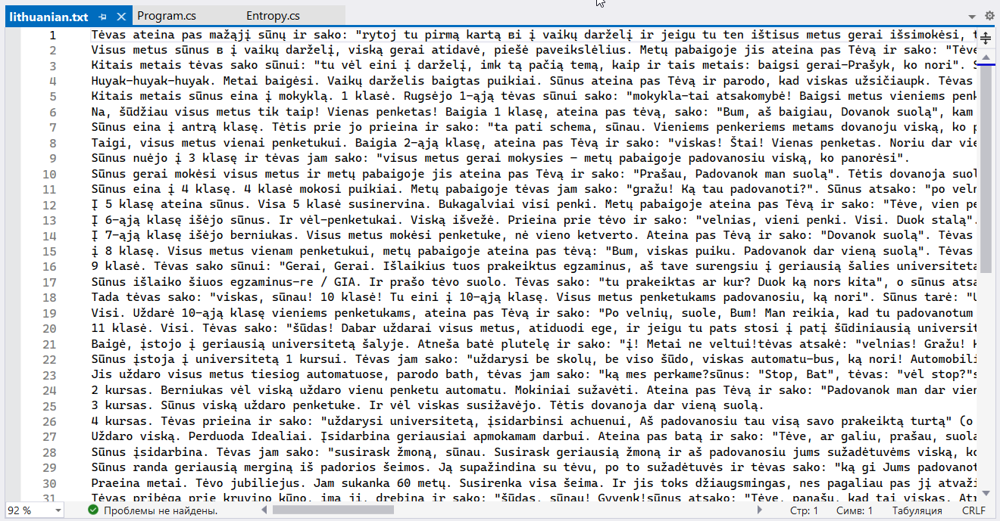 lithuanian.txt Program.cs Entropy.cs
1 Tėvas ateina pas mažąjį sūnų ir sako: "rytoj tu pirmą kartą ві į vaikų darželį ir jeigu tu ten ištisus metus gerai išsimokėsi, t
2 Visus metus sūnus в į vaikų darželį, viską gerai atidavė, piešė paveikslėlius. Metų pabaigoje jis ateina pas Tėvą ir sako: "Tėve
3 Kitais metais tėvas sako sūnui: "tu vėl eini į darželį, imk tą pačią temą, kaip ir tais metais: baigsi gerai-Prašyk, ko nori". S
4 Huyak-huyak-huyak. Metai baigėsi. Vaikų darželis baigtas puikiai. Sūnus ateina pas Tėvą ir parodo, kad viskas užsičiaupk. Tėvas
5 Kitais metais sūnus eina į mokyklą. 1 klasė. Rugsėjo 1-ąją tėvas sūnui sako: "mokykla-tai atsakomybė! Baigsi metus vieniems penk
6 Na, šūdžiau visus metus tik taip! Vienas penketas! Baigia 1 klasę, ateina pas tėvą, sako: "Bum, aš baigiau, Dovanok suolą", kam
7 Sūnus eina į antrą klasę. Tėtis prie jo prieina ir sako: "ta pati schema, sūnau. Vieniems penkeriems metams dovanoju viską, ko p
8 Taigi, visus metus vienai penketukui. Baigia 2-ąją klasę, ateina pas Tėvą ir sako: "viskas! Štai! Vienas penketas. Noriu dar vie
9 Sūnus nuėjo į 3 klasę ir tėvas jam sako: "visus metus gerai mokysies – metų pabaigoje padovanosiu viską, ko panorėsi".
10 Sūnus gerai mokėsi visus metus ir metų pabaigoje jis ateina pas Tėvą ir sako: "Prašau, Padovanok man suolą". Tėtis dovanoja suol
11 Sūnus eina į 4 klasę. 4 klasė mokosi puikiai. Metų pabaigoje tėvas jam sako: "gražu! Ką tau padovanoti?". Sūnus atsako: "po veln
12 Į 5 klasę ateina sūnus. Visa 5 klasė susinervina. Bukagalviai visi penki. Metų pabaigoje ateina pas Tėvą ir sako: "Tėve, vien pe
13 Į 6-ąją klasę išėjo sūnus. Ir vėl-penketukai. Viską išvežė. Prieina prie tėvo ir sako: "velnias, vieni penki. Visi. Duok stalą".
14 Į 7-ąją klasę išėjo berniukas. Visus metus mokėsi penketuke, nė vieno ketverto. Ateina pas Tėvą ir sako: "Dovanok suolą". Tėvas
15 į 8 klasę. Visus metus vienam penketukui, metų pabaigoje ateina pas tėvą: "Bum, viskas puiku. Padovanok dar vieną suolą". Tėvas
16 9 klasė. Tėvas sako sūnui: "Gerai, Gerai. Išlaikius tuos prakeiktus egzaminus, aš tave surengsiu į geriausią šalies universiteta
17 Sūnus išlaiko šiuos egzaminus-ге / GIA. Ir prašo tėvo suolo. Tėvas sako: "tu prakeiktas ar kur? Duok ką nors kita", o sūnus atsa
18 Tada tėvas sako: "viskas, sūnau! 10 klasė! Tu eini į 10-ąją klasę. Visus metus penketukams padovanosiu, ką nori". Sūnus tarė: "U
19 Visi. Uždarė 10-ąją klasę vieniems penketukams, ateina pas Tėvą ir sako: "Po velnių, suole, Bum! Man reikia, kad tu padovanotum
20 11 klasė. Visi. Tėvas sako: "šūdas! Dabar uždarai visus metus, atiduodi ege, ir jeigu tu pats stosi į patį šūdiniausią universit
21 Baigė, įstojo į geriausią universitetą šalyje. Atneša batė plutelę ir sako: "į! Metai ne veltui!tėvas atsakė: "velnias! Gražu! K
22 Sūnus įstoja į universitetą 1 kursui. Tėvas jam sako: "uždarysi be skolų, be viso šūdo, viskas automatu-bus, ką nori! Automobili
23 Jis uždaro visus metus tiesiog automatuose, parodo bath, tėvas jam sako: "ką mes perkame?sūnus: "Stop, Bat", tėvas: "vėl stop?"s
24 2 kursas. Berniukas vėl viską uždaro vienu penketu automatu. Mokiniai sužavėti. Ateina pas Tėvą ir sako: "Padovanok man dar vien
25 3 kursas. Sūnus viską uždaro penketuke. Ir vėl viskas susižavėjo. Tėtis dovanoja dar vieną suolą.
26 4 kursas. Tėvas prieina ir sako: "uždarysi universitetą, įsidarbinsi achuenui, Aš padovanosiu tau visą savo prakeiktą turtą" (o
27 Uždaro viską. Perduoda Idealiai. Įsidarbina geriausiai apmokamam darbui. Ateina pas batą ir sako: "Tėve, ar galiu, prašau, suola
28 Sūnus įsidarbina. Tėvas jam sako: "susirask žmoną, sūnau. Susirask geriausią žmoną ir aš padovanosiu jums sužadėtuvėms viską, ko
29 Sūnus randa geriausią merginą iš padorios šeimos. Ją supažindina su tėvu, po to sužadėtuvės ir tėvas sako: "ką gi Jums padovanot
30 Praeina metai. Tėvo jubiliejus. Jam sukanka 60 metų. Susirenka visa šeima. Ir jis toks džiaugsmingas, nes pagaliau pas jį atvaži
31 Tėvas pribėga prie kruvino kūno, ima jį, drebina ir sako: "šūdas, sūnau! Gyvenk!sūnus atsako: "Tėve, panašu, kad tai viskas. Atr
92 % Проблемы не найдены. Стр: 1 Симв: 1 Табуляция CRLF